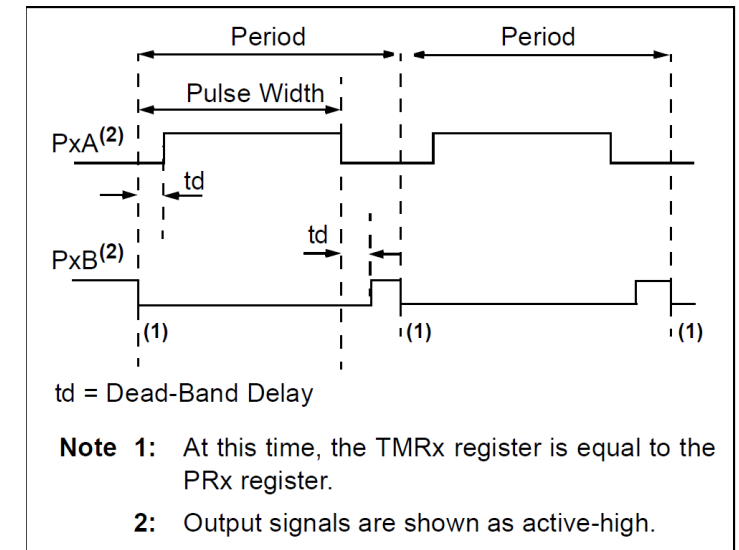 Period Period
Pulse Width
PxA(2)
td
td
PxB(2)
(1) (1) (1)
td = Dead-Band Delay
Note 1: At this time, the TMRx register is equal to the
PRx register.
2: Output signals are shown as active-high.